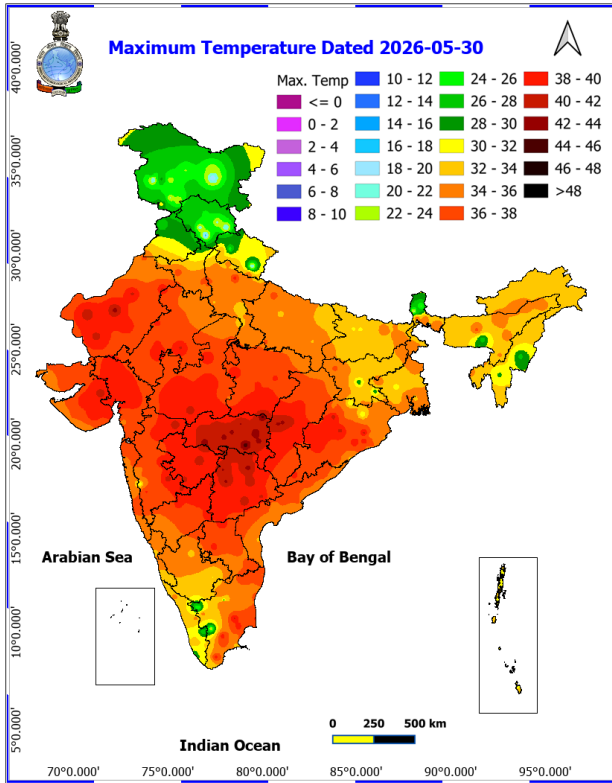 Maximum Temperature Dated 2026-05-30
Max. Temp
<= 0
0 - 2
2 - 4
4 - 6
6 - 8
8 - 10
10 - 12
12 - 14
14 - 16
16 - 18
18 - 20
20 - 22
22 - 24
24 - 26
26 - 28
28 - 30
30 - 32
32 - 34
34 - 36
36 - 38
38 - 40
40 - 42
42 - 44
44 - 46
46 - 48
>48
40°0.000'
35°0.000'
30°0.000'
25°0.000'
20°0.000'
15°0.000'
10°0.000'
5°0.000'
Arabian Sea
Bay of Bengal
0 250 500 km
Indian Ocean
70°0.000' 75°0.000' 80°0.000' 85°0.000' 90°0.000' 95°0.000'